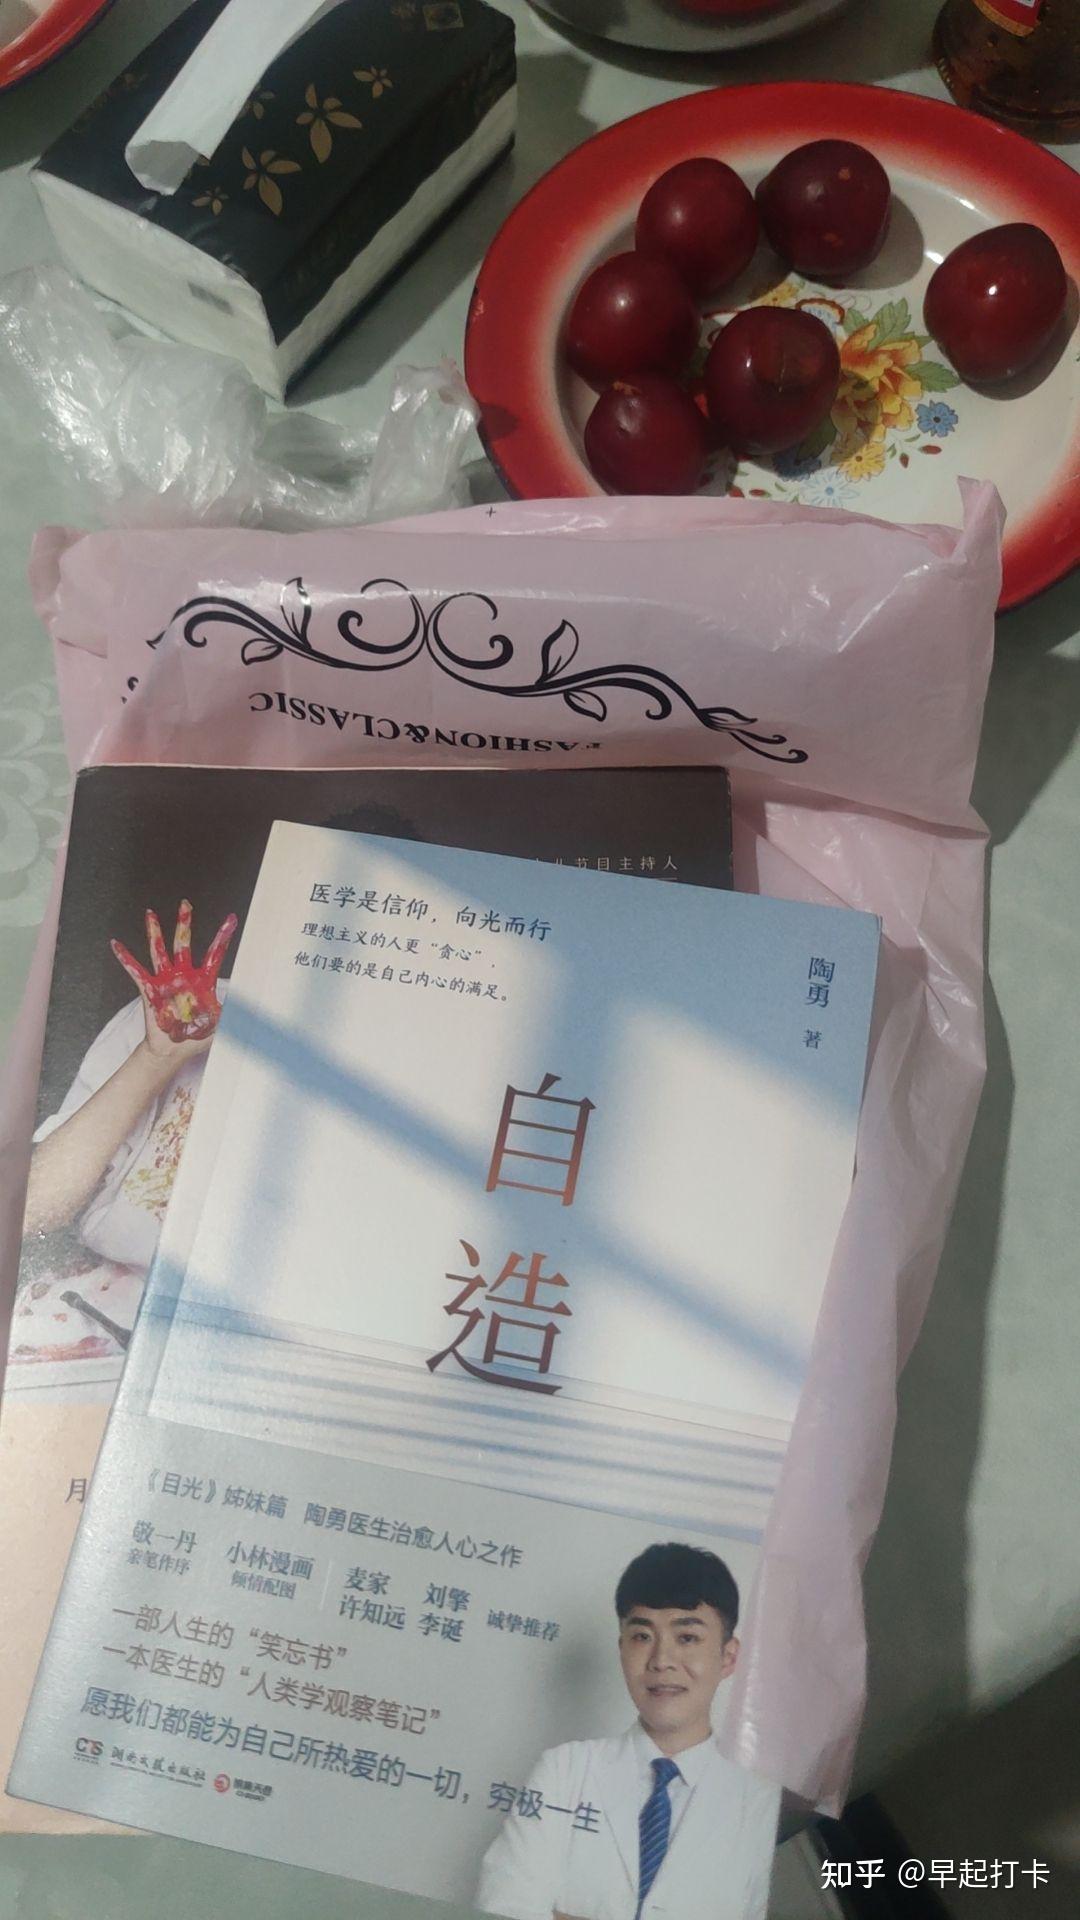 FASHION&CLASSIC
节目主持人
医学是信仰，向光而行
理想主义的人更“贪心”，
他们要的是自己内心的满足。
陶勇 著
自造
月
《目光》姊妹篇 陶勇医生治愈人心之作
敬一丹 小林漫画 麦家 刘擎
亲笔作序 倾情配图 许知远 李诞 诚挚推荐
一部人生的“笑忘书”
一本医生的“人类学观察笔记”
愿我们都能为自己所热爱的一切，穷极一生
CS 湖南文艺出版社 博集天卷
知乎 @早起打卡